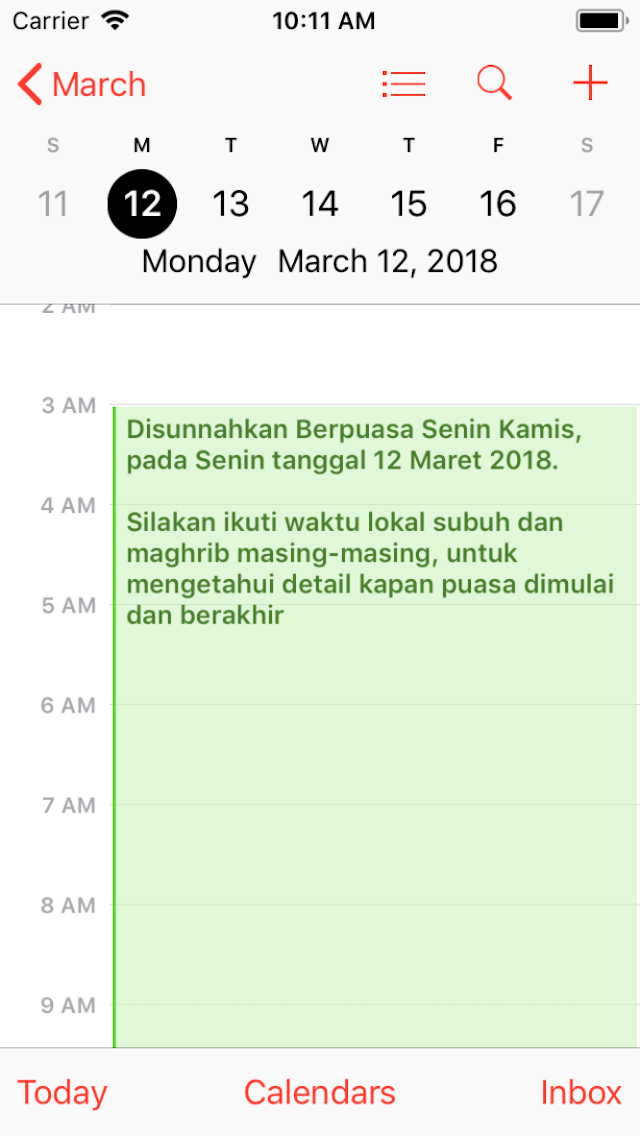 Carrier 10:11 AM
March
S M T W T F S
11 12 13 14 15 16 17
Monday March 12, 2018
2 AM
3 AM
Disunnahkan Berpuasa Senin Kamis,
pada Senin tanggal 12 Maret 2018.
4 AM
Silakan ikuti waktu lokal subuh dan
maghrib masing-masing, untuk
mengetahui detail kapan puasa dimulai
5 AM
dan berakhir
6 AM
7 AM
8 AM
9 AM
Today Calendars Inbox